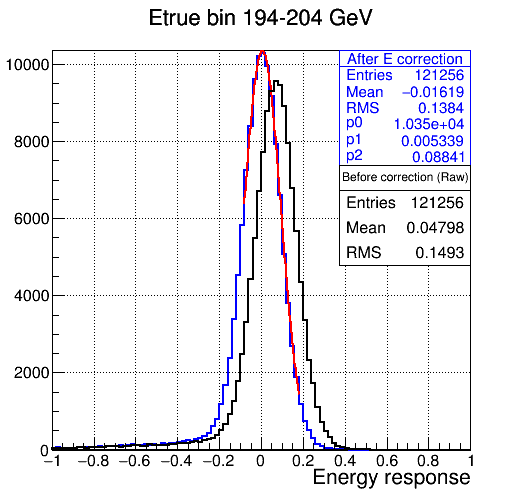 Etrue bin 194-204 GeV
After E correction
Entries 121256
Mean −0.01619
RMS 0.1384
p0 1.035e+04
p1 0.005339
p2 0.08841
Before correction (Raw)
Entries 121256
Mean 0.04798
RMS 0.1493
10000
8000
6000
4000
2000
0
−1 −0.8 −0.6 −0.4 −0.2 0 0.2 0.4 0.6 0.8 1
Energy response